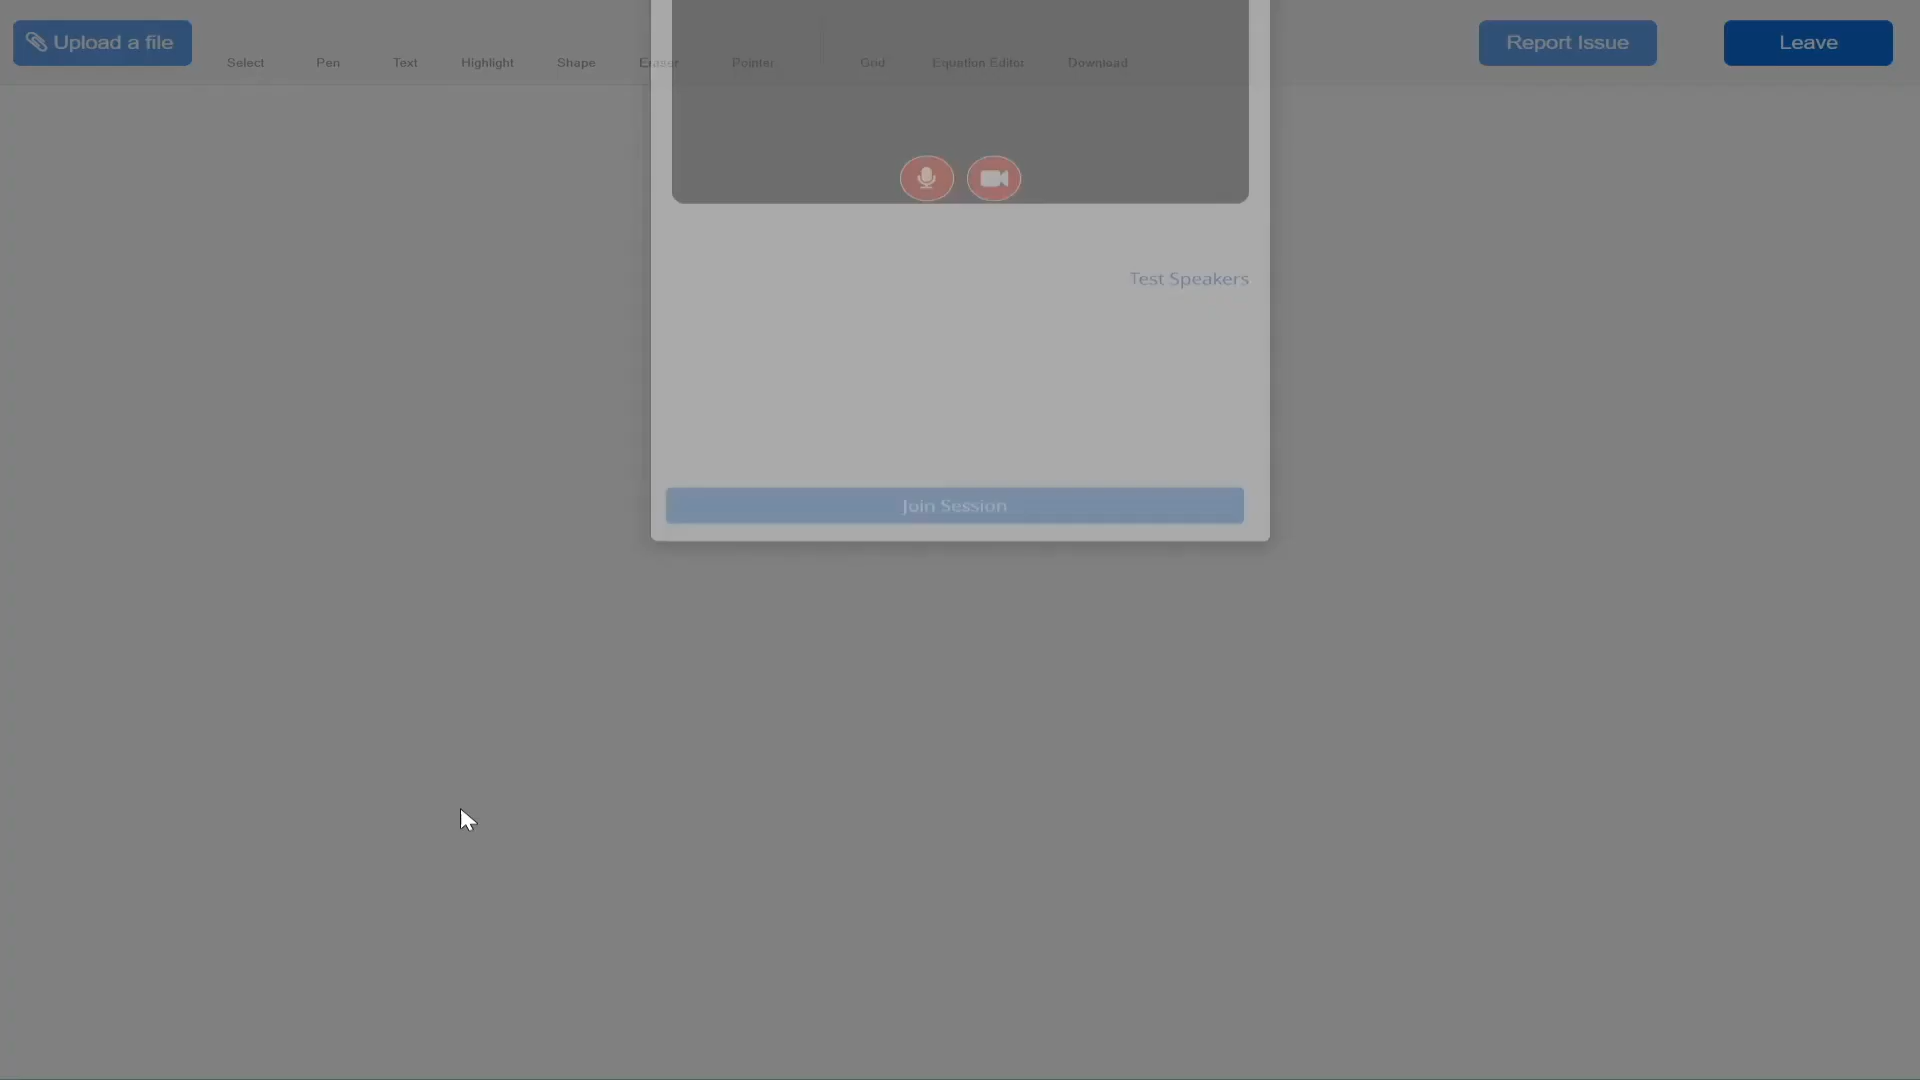 Upload a file
Select Pen Text Highlight Shape Eraser Pointer Grid Equation Editor Download
Report Issue
Leave
Test Speakers
Join Session